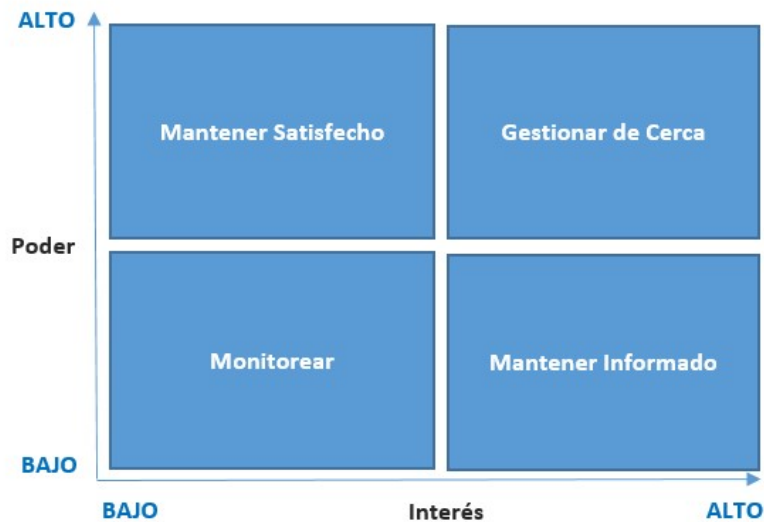 ALTO
Mantener Satisfecho
Gestionar de Cerca
Poder
Monitorear
Mantener Informado
BAJO
BAJO
Interés
ALTO